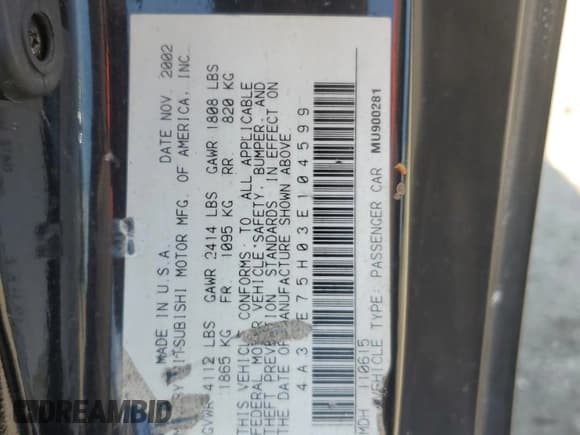 MADE IN U.S.A. DATE NOV. 2002
BY MITSUBISHI MOTOR MFG. OF AMERICA, INC.
GVWR 4112 LBS GAWR 2414 LBS GAWR 1808 LBS
1865 KG FR. 1095 KG RR. 820 KG
THIS VEHICLE CONFORMS TO ALL APPLICABLE
FEDERAL MOTOR VEHICLE SAFETY, BUMPER, AND
THEFT PREVENTION STANDARDS IN EFFECT ON
THE DATE OF MANUFACTURE SHOWN ABOVE.
4A3 E75H03E104599
MDH 110615
VEHICLE TYPE: PASSENGER CAR MU900281
DREAMBID